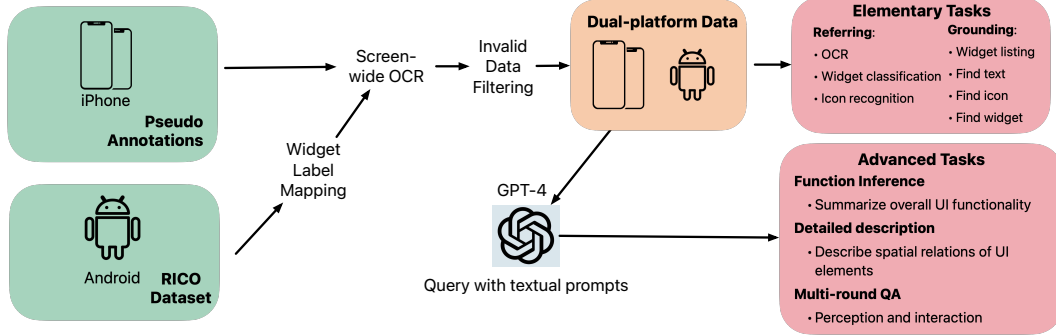 iPhone
Pseudo
Annotations
Android
RICO
Dataset
Widget
Label
Mapping
Screen-
wide OCR
Invalid
Data
Filtering
Dual-platform Data
GPT-4
Query with textual prompts
Elementary Tasks
Referring:
• OCR
• Widget classification
• Icon recognition
Grounding:
• Widget listing
• Find text
• Find icon
• Find widget
Advanced Tasks
Function Inference
• Summarize overall UI functionality
Detailed description
• Describe spatial relations of UI
elements
Multi-round QA
• Perception and interaction